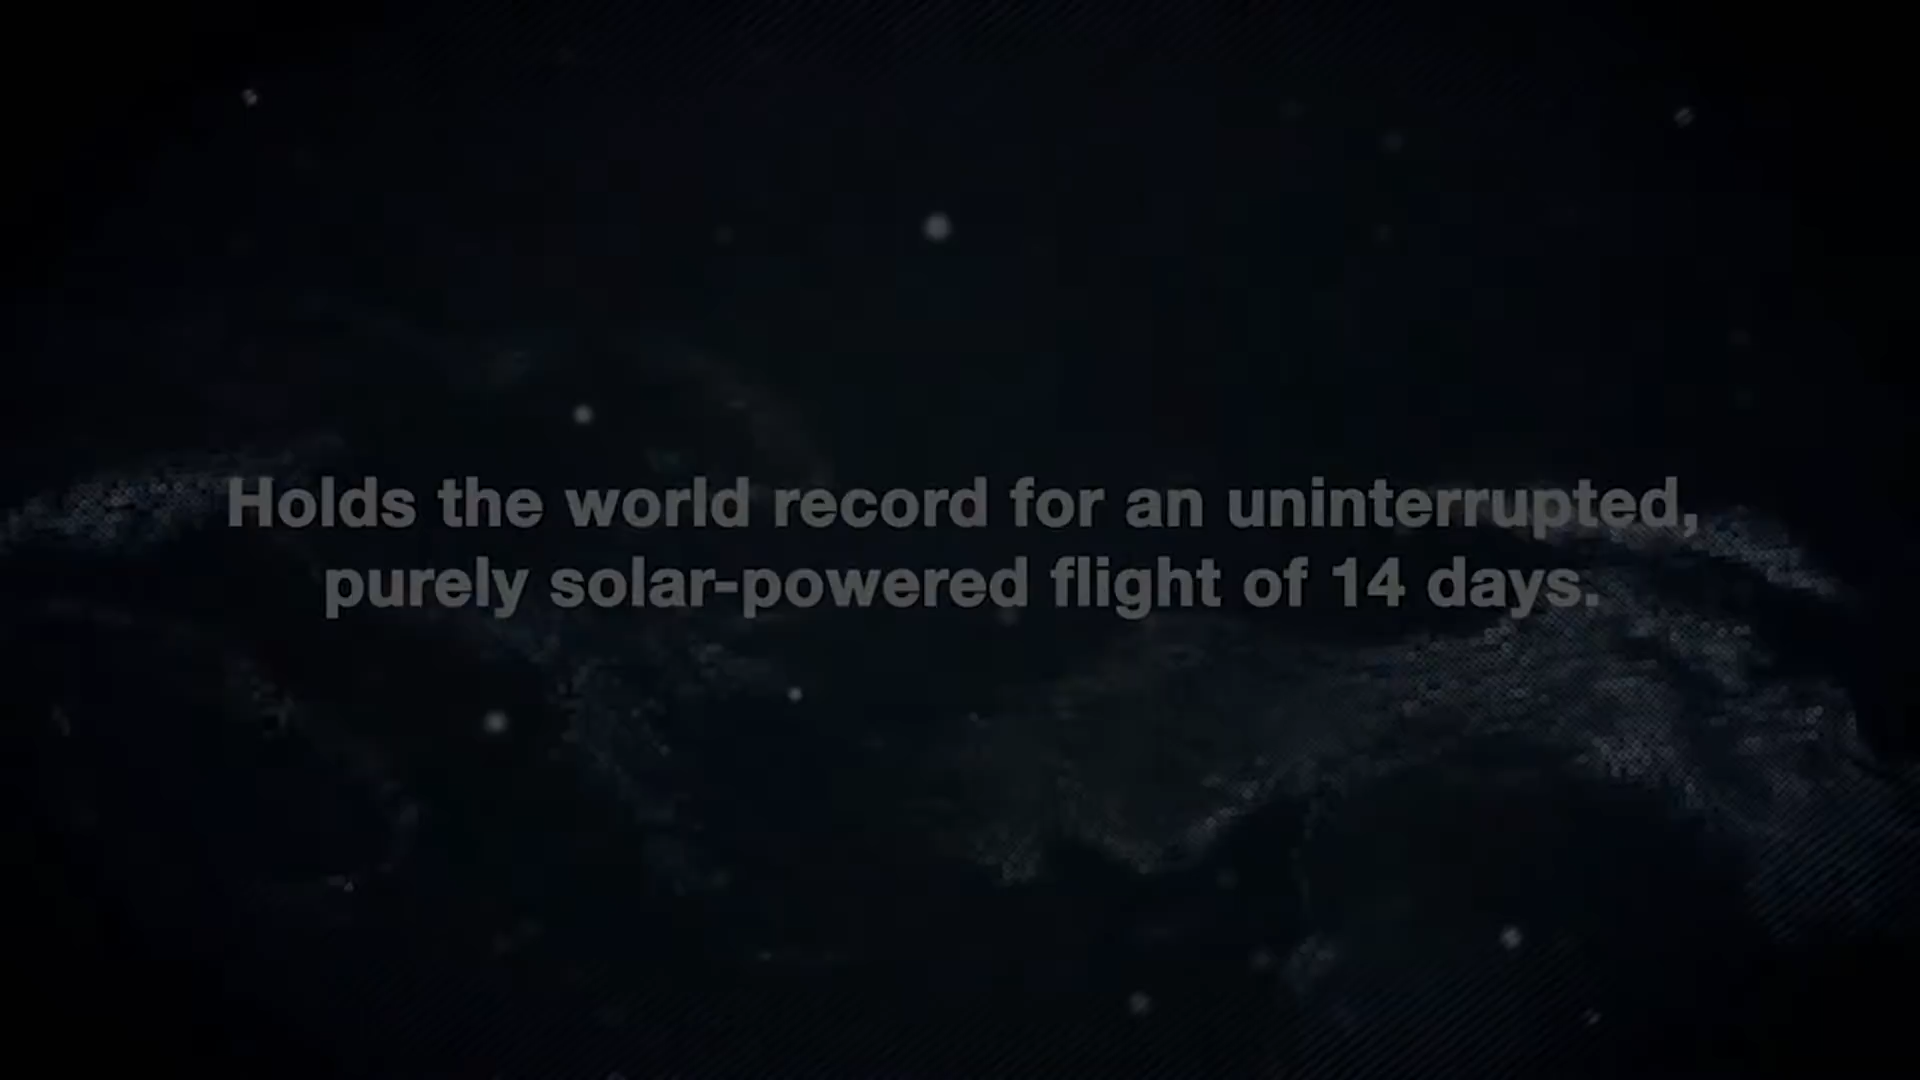 Holds the world record for an uninterrupted,
purely solar-powered flight of 14 days.